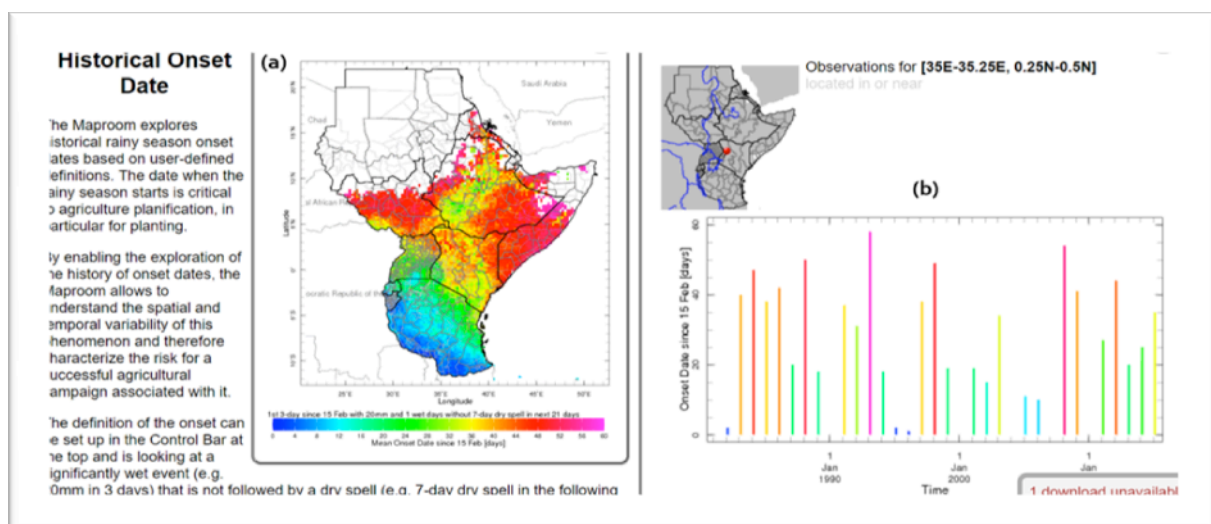 Historical Onset
Date
he Maproom explores
istorical rainy season onset
ates based on user-defined
efinitions. The date when the
ainy season starts is critical
o agriculture planification, in
articular for planting.
y enabling the exploration of
he history of onset dates, the
Maproom allows to
nderstand the spatial and
emporal variability of this
henomenon and therefore
haracterize the risk for a
uccessful agricultural
ampaign associated with it.
he definition of the onset can
e set up in the Control Bar at
he top and is looking at a
ignificantly wet event (e.g.
0mm in 3 days) that is not followed by a dry spell (e.g. 7-day dry spell in the following
(a)
Saudi Arabia
Yemen
Chad
Latitude
25°E 30°E 35°E 40°E 45°E 50°E
Longitude
1st 3-day since 15 Feb with 20mm and 1 wet days without 7-day dry spell in next 21 days
0 4 8 12 16 20 24 28 32 36 40 44 48 52 56 60
Mean Onset Date since 15 Feb [days]
Observations for [35E-35.25E, 0.25N-0.5N]
located in or near
(b)
Onset Date since 15 Feb [days]
0 20 40 60
1 Jan 1990
1 Jan 2000
1 Jan
Time
1 download unavailabl